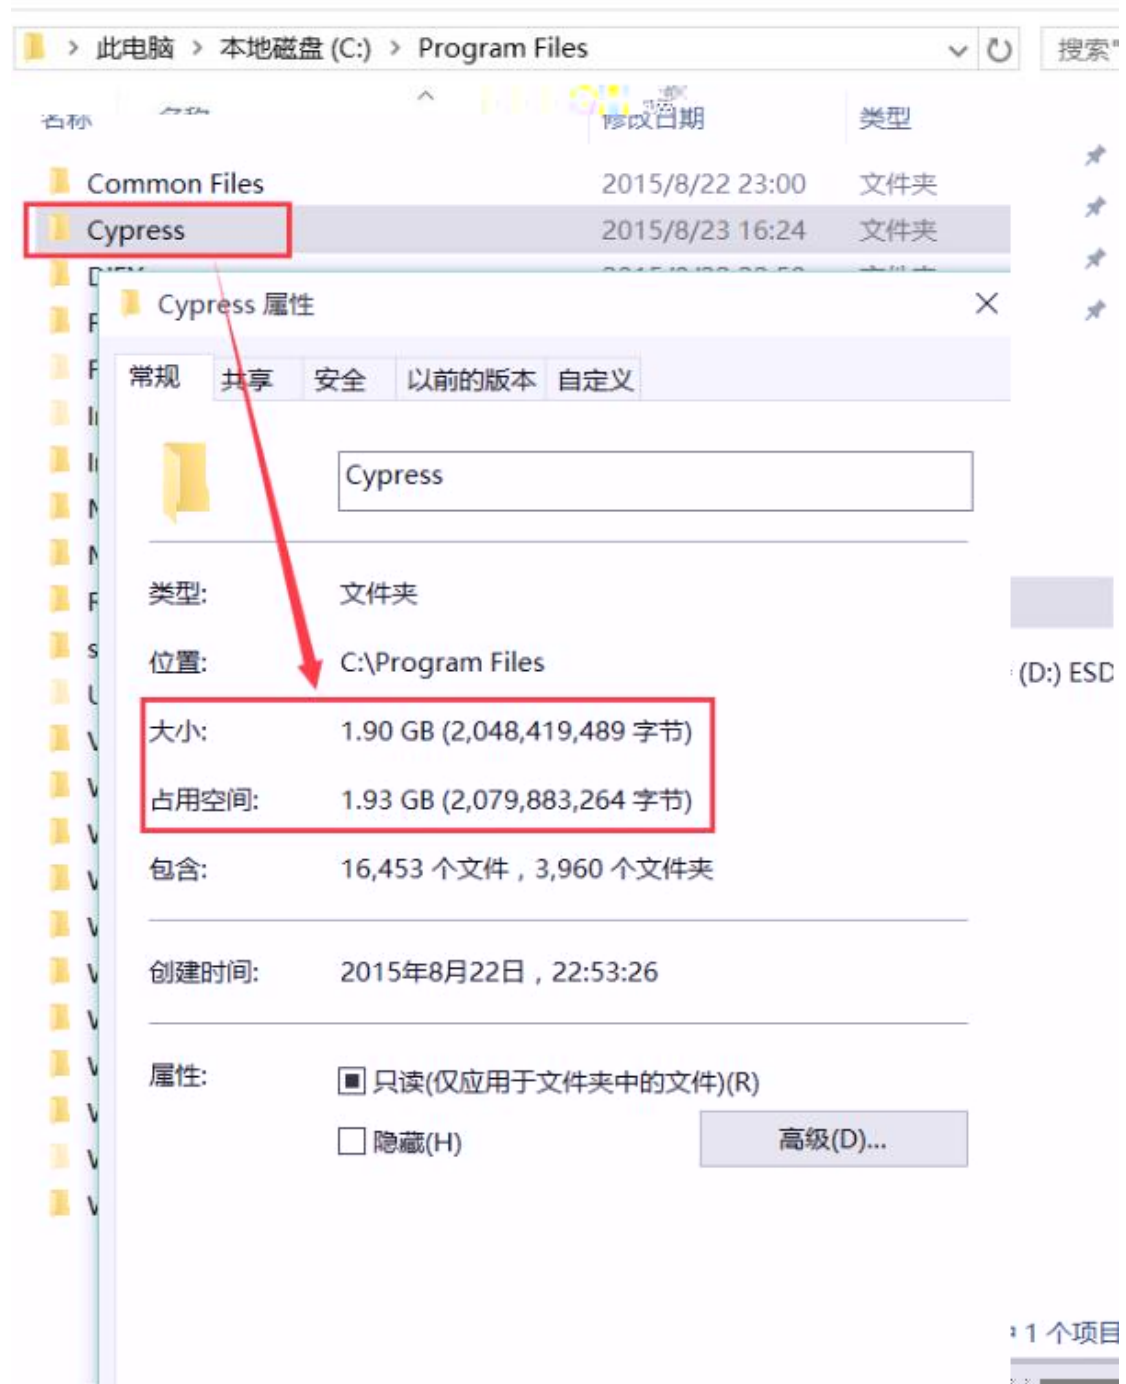 此电脑 > 本地磁盘 (C:) > Program Files
搜索"
名称 名称 修改日期 类型
Common Files 2015/8/22 23:00 文件夹
Cypress 2015/8/23 16:24 文件夹
Cypress 属性
常规 共享 安全 以前的版本 自定义
Cypress
类型: 文件夹
位置: C:\Program Files
(D:) ESD
大小: 1.90 GB (2,048,419,489 字节)
占用空间: 1.93 GB (2,079,883,264 字节)
包含: 16,453 个文件，3,960 个文件夹
创建时间: 2015年8月22日，22:53:26
属性: 只读(仅应用于文件夹中的文件)(R)
隐藏(H) 高级(D)...
1 个项目